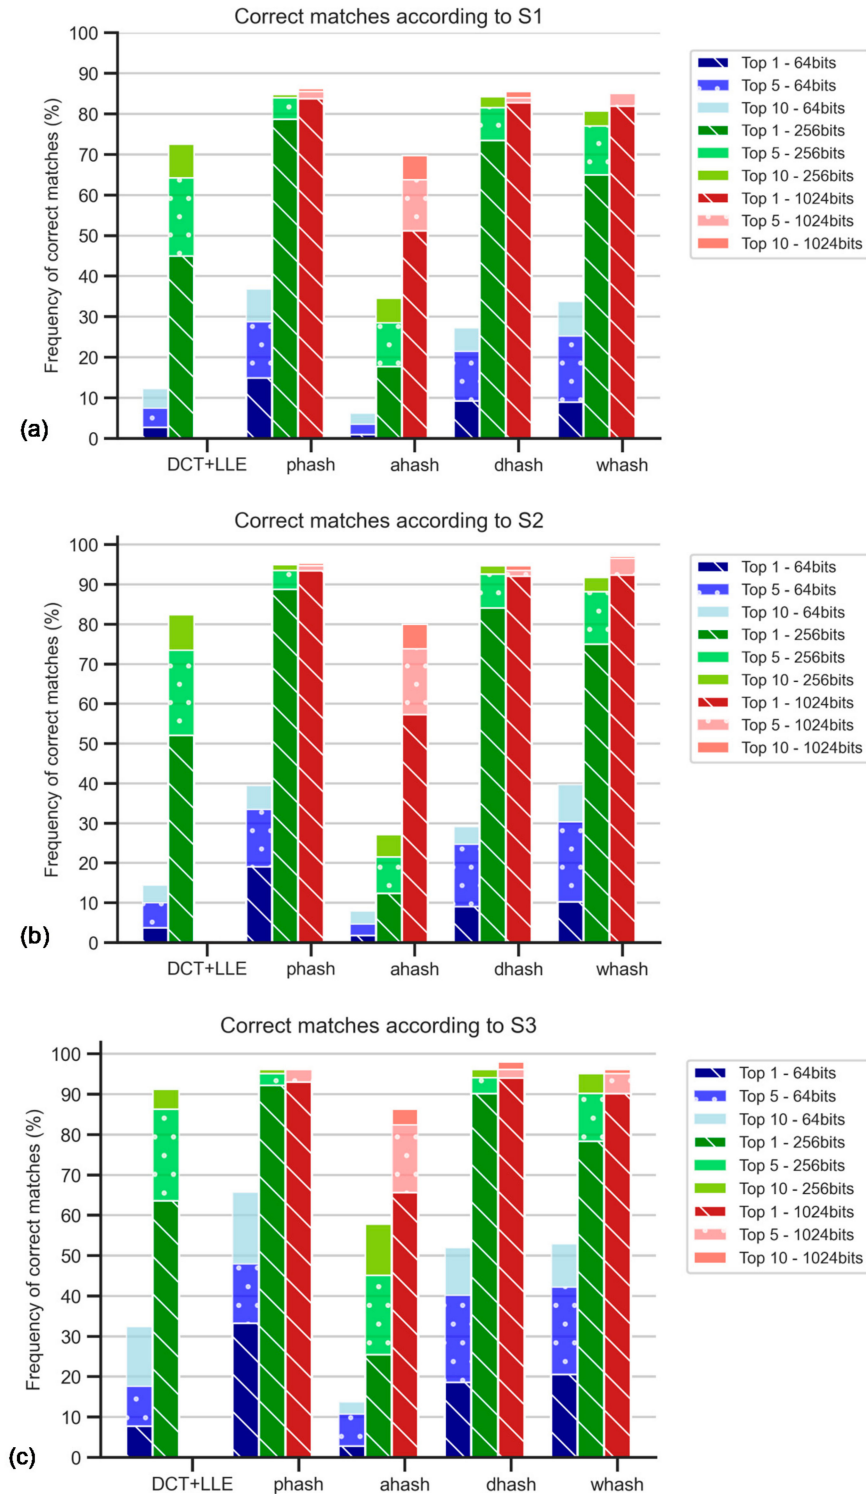 Correct matches according to S1
Frequency of correct matches (%)
100
90
80
70
60
50
40
30
20
10
0
DCT+LLE phash ahash dhash whash
Top 1 - 64bits
Top 5 - 64bits
Top 10 - 64bits
Top 1 - 256bits
Top 5 - 256bits
Top 10 - 256bits
Top 1 - 1024bits
Top 5 - 1024bits
Top 10 - 1024bits
(a)
Correct matches according to S2
Frequency of correct matches (%)
100
90
80
70
60
50
40
30
20
10
0
DCT+LLE phash ahash dhash whash
Top 1 - 64bits
Top 5 - 64bits
Top 10 - 64bits
Top 1 - 256bits
Top 5 - 256bits
Top 10 - 256bits
Top 1 - 1024bits
Top 5 - 1024bits
Top 10 - 1024bits
(b)
Correct matches according to S3
Frequency of correct matches (%)
100
90
80
70
60
50
40
30
20
10
0
DCT+LLE phash ahash dhash whash
Top 1 - 64bits
Top 5 - 64bits
Top 10 - 64bits
Top 1 - 256bits
Top 5 - 256bits
Top 10 - 256bits
Top 1 - 1024bits
Top 5 - 1024bits
Top 10 - 1024bits
(c)